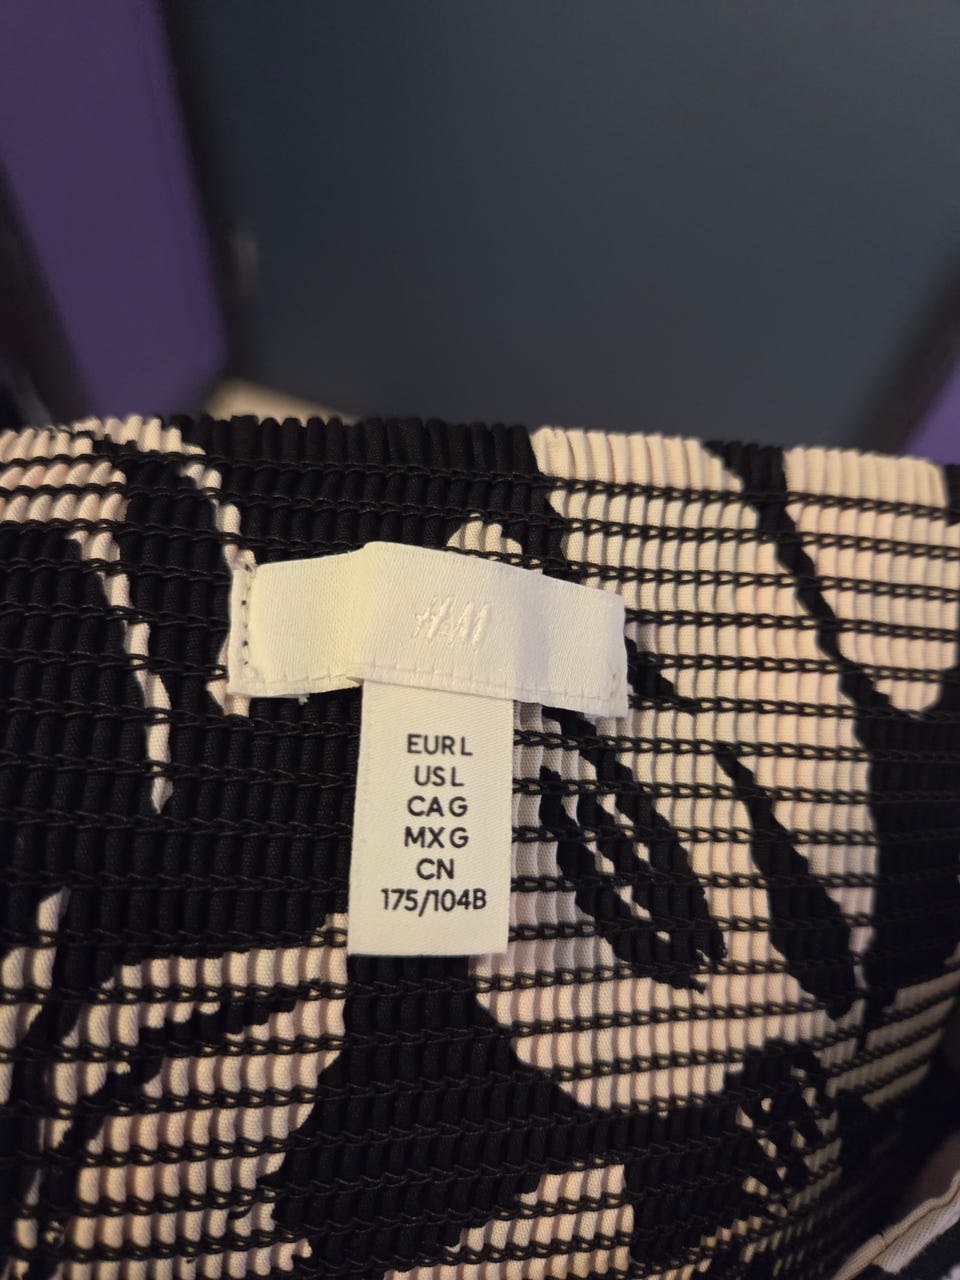 H&M
EUR L
US L
CA G
MX G
CN
175/104B